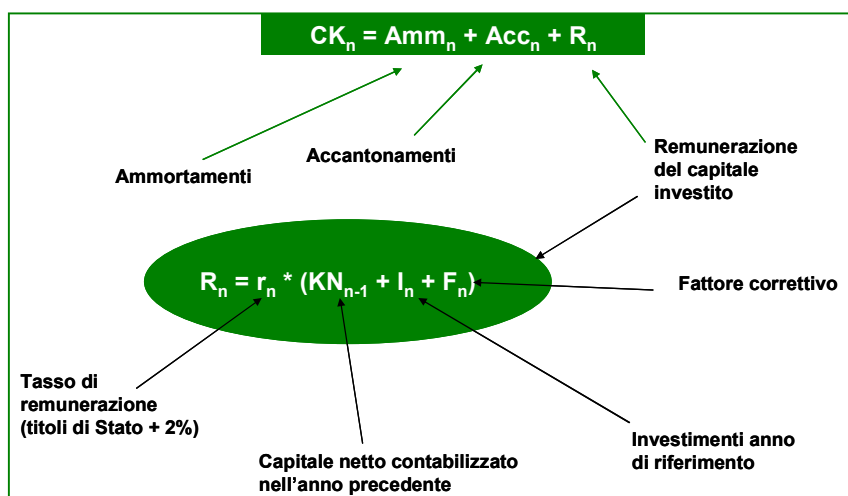 CKn = Ammn + Accn + Rn
Ammortamenti
Accantonamenti
Remunerazione
del capitale
investito
Rn = rn * (KNn-1 + In + Fn)
Fattore correttivo
Tasso di
remunerazione
(titoli di Stato + 2%)
Capitale netto contabilizzato
nell'anno precedente
Investimenti anno
di riferimento